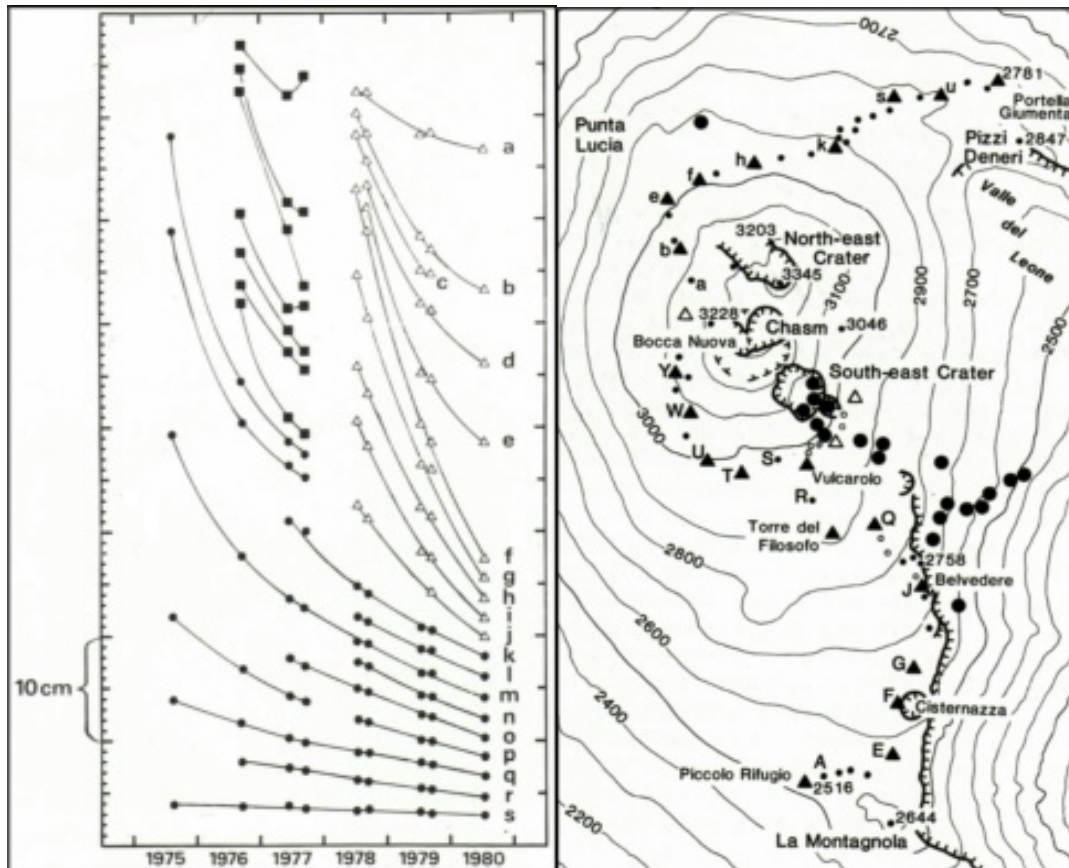 10cm
a
b
c
d
e
f
g
h
i
j
k
l
m
n
o
p
q
r
s
1975 1976 1977 1978 1979 1980
2700
s u 2781
Portella
Giumenta
Punta
Lucia
Pizzi
Deneri
2847
k
h
f
e
Valle
del
Leone
3203
North-east
Crater
b
3345
a
3100
2900
2700
2500
3228
Chasm
3046
Bocca Nuova
Y
South-east Crater
W
3000
U
T
S
Vulcarolo
R
Q
Torre del
Filosofo
2800
2758
J
Belvedere
2600
G
F
Cisternazza
2400
E
A
Piccolo Rifugio
2516
2644
2200
La Montagnola